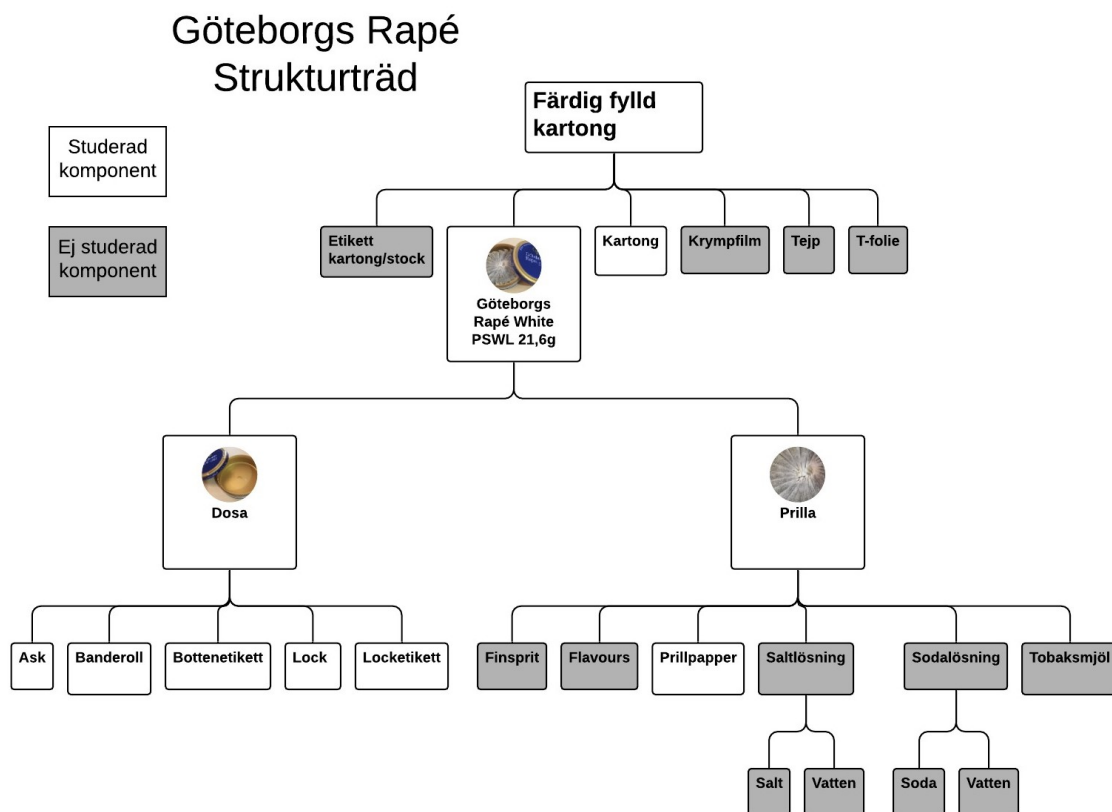 Göteborgs Rapé
Strukturträd
Studerad
komponent
Ej studerad
komponent
Färdig fylld
kartong
Etikett
kartong/stock
Göteborgs
Rapé White
PSWL 21,6g
Kartong
Krympfilm
Tejp
T-folie
Dosa
Prilla
Ask
Banderoll
Bottenetikett
Lock
Locketikett
Finsprit
Flavours
Prillpapper
Saltlösning
Sodalösning
Tobaksmjöl
Salt
Vatten
Soda
Vatten